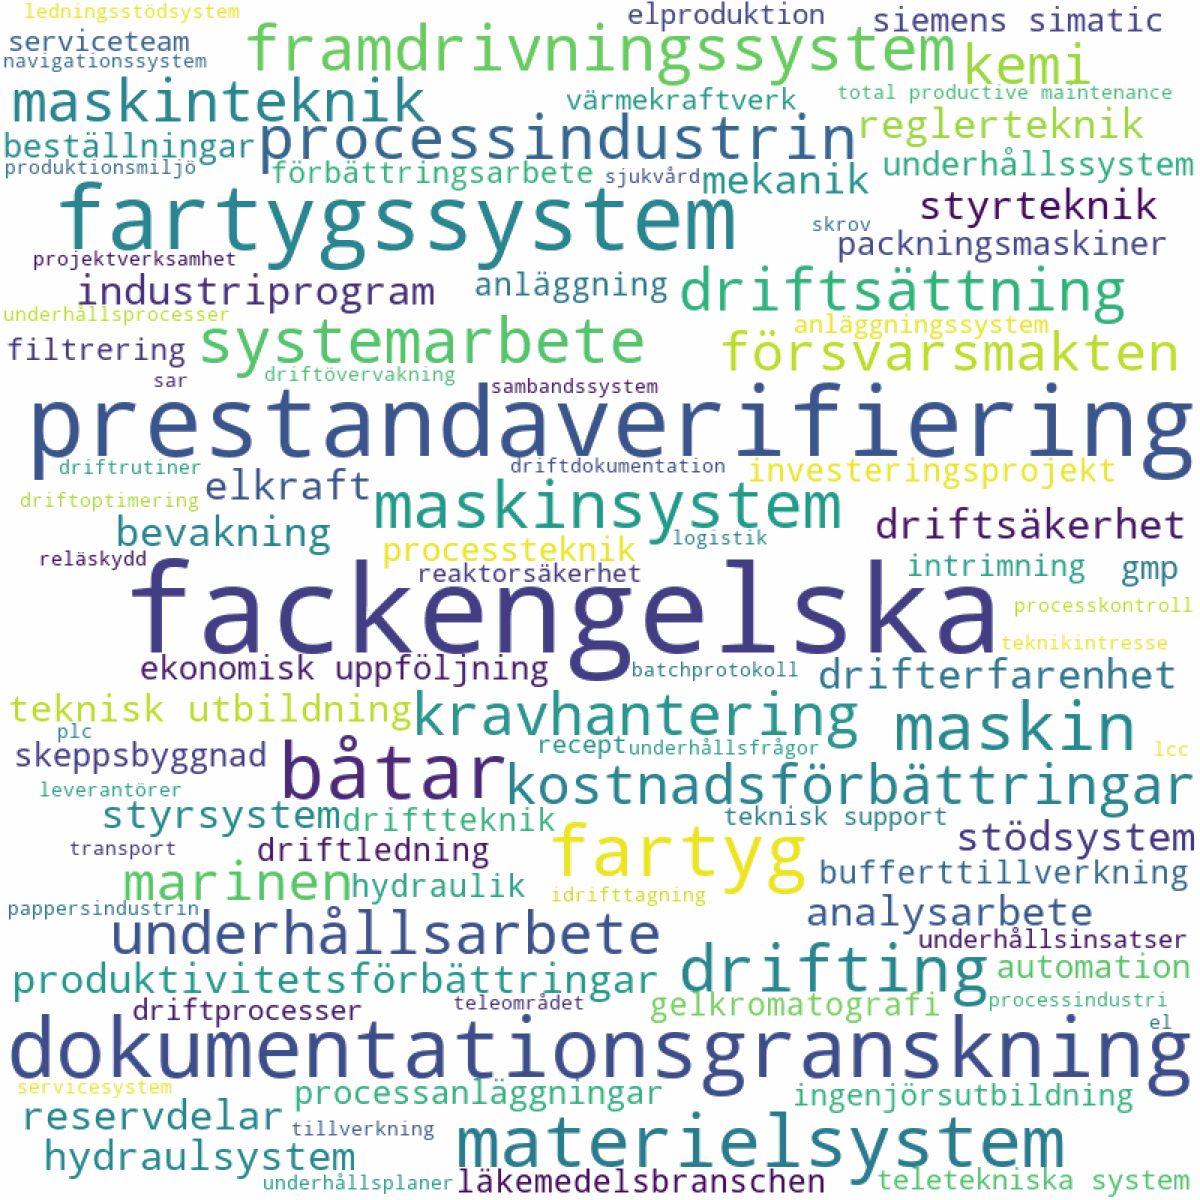 ledningsstödsystem
elproduktion
siemens simatic
serviceteam
framdrivningssystem
kemi
navigationssystem
maskinteknik
värmekraftverk
total productive maintenance
beställningar
processindustrin
reglerteknik
produktionsmiljö
förbättringsarbete
sjukvård
mekanik
underhållssystem
fartygssystem
skrov
styrteknik
packningsmaskiner
projektverksamhet
industriprogram
anläggning
driftsättning
underhållsprocesser
systemarbete
anläggningssystem
försvarsmakten
filtrering
driftövervakning
sar
sambandssystem
prestandaverifiering
driftrutiner
driftdokumentation
investeringsprojekt
elkraft
maskinsystem
driftoptimering
bevakning
driftsäkerhet
processteknik
logistik
reläskydd
reaktorsäkerhet
intrimning
gmp
fackengelska
processkontroll
teknikintresse
ekonomisk uppföljning
batchprotokoll
drifterfarenhet
teknisk utbildning
kravhantering
maskin
plc
skeppsbyggnad
båtar
recept
underhållsfrågor
lcc
leverantörer
kostnadsförbättringar
styrsystem
driftteknik
teknisk support
transport
driftledning
fartyg
stödsystem
marinen
hydraulik
bufferttillverkning
idrifttagning
pappersindustrin
underhållsarbete
analysarbete
underhållsinsatser
produktivitetsförbättringar
drifting
automation
driftprocesser
teleområdet
gelkromatografi
processindustri
el
dokumentationsgranskning
servicesystem
processanläggningar
ingenjörsutbildning
reservdelar
tillverkning
materielsystem
hydraulsystem
underhållsplaner
läkemedelsbranschen
teletekniska system